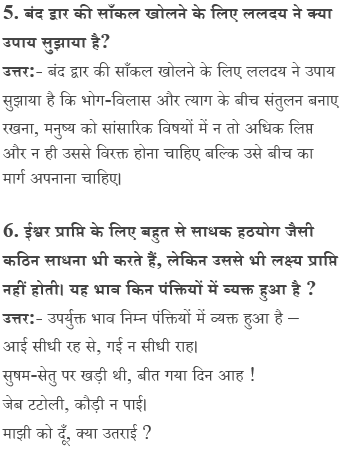 5. बंद द्वार की साँकल खोलने के लिए ललद्यय ने क्या
उपाय सुझाया है?
उत्तर:- बंद द्वार की साँकल खोलने के लिए ललदय ने उपाय
सुझाया है कि भोग-विलास और त्याग के बीच संतुलन बनाए
रखना, मनुष्य को सांसारिक विषयों में न तो अधिक लिप्त
और न ही उससे विरक्त होना चाहिए बल्कि उसे बीच का
मार्ग अपनाना चाहिए।
6. ईश्वर प्राप्ति के लिए बहुत से साधक हठयोग जैसी
कठिन साधना भी करते हैं, लेकिन उससे भी लक्ष्य प्राप्ति
नहीं होती। यह भाव किन पंक्तियों में व्यक्त हुआ है ?
उत्तर:- उपर्युक्त भाव निम्न पंक्तियों में व्यक्त हुआ है –
आई सीधी राह से, गई न सीधी राह।
सुषम-सेतु पर खड़ी थी, बीत गया दिन आह !
जेब टटोली, कौड़ी न पाई।
माझी को दूँ, क्या उतराई ?